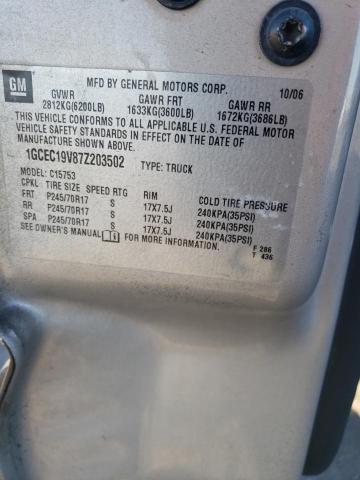 GM
MFD BY GENERAL MOTORS CORP. 10/06
GVWR GAWR FRT GAWR RR
2812KG(6200LB) 1633KG(3600LB) 1672KG(3686LB)
THIS VEHICLE CONFORMS TO ALL APPLICABLE U.S. FEDERAL MOTOR
VEHICLE SAFETY STANDARDS IN EFFECT ON THE DATE OF
MANUFACTURE SHOWN ABOVE.
1GCEC19V87Z203502 TYPE: TRUCK
MODEL: C15753
CPKL TIRE SIZE SPEED RTG RIM COLD TIRE PRESSURE
FRT P245/70R17 S 17X7.5J 240KPA(35PSI)
RR P245/70R17 S 17X7.5J 240KPA(35PSI)
SPA P245/70R17 S 17X7.5J 240KPA(35PSI)
SEE OWNER'S MANUAL FOR MORE INFORMATION.
F 286
T 436